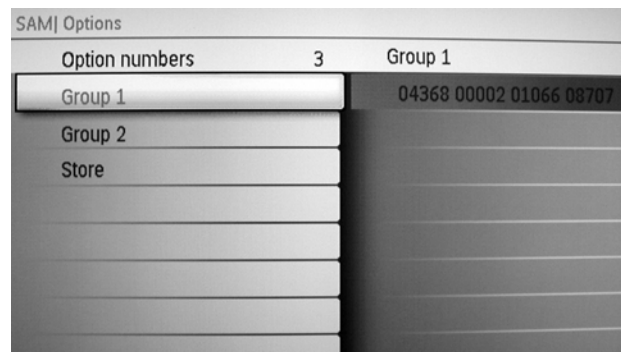 SAM| Options
Option numbers 3 Group 1
Group 1 04368 00002 01066 08707
Group 2
Store